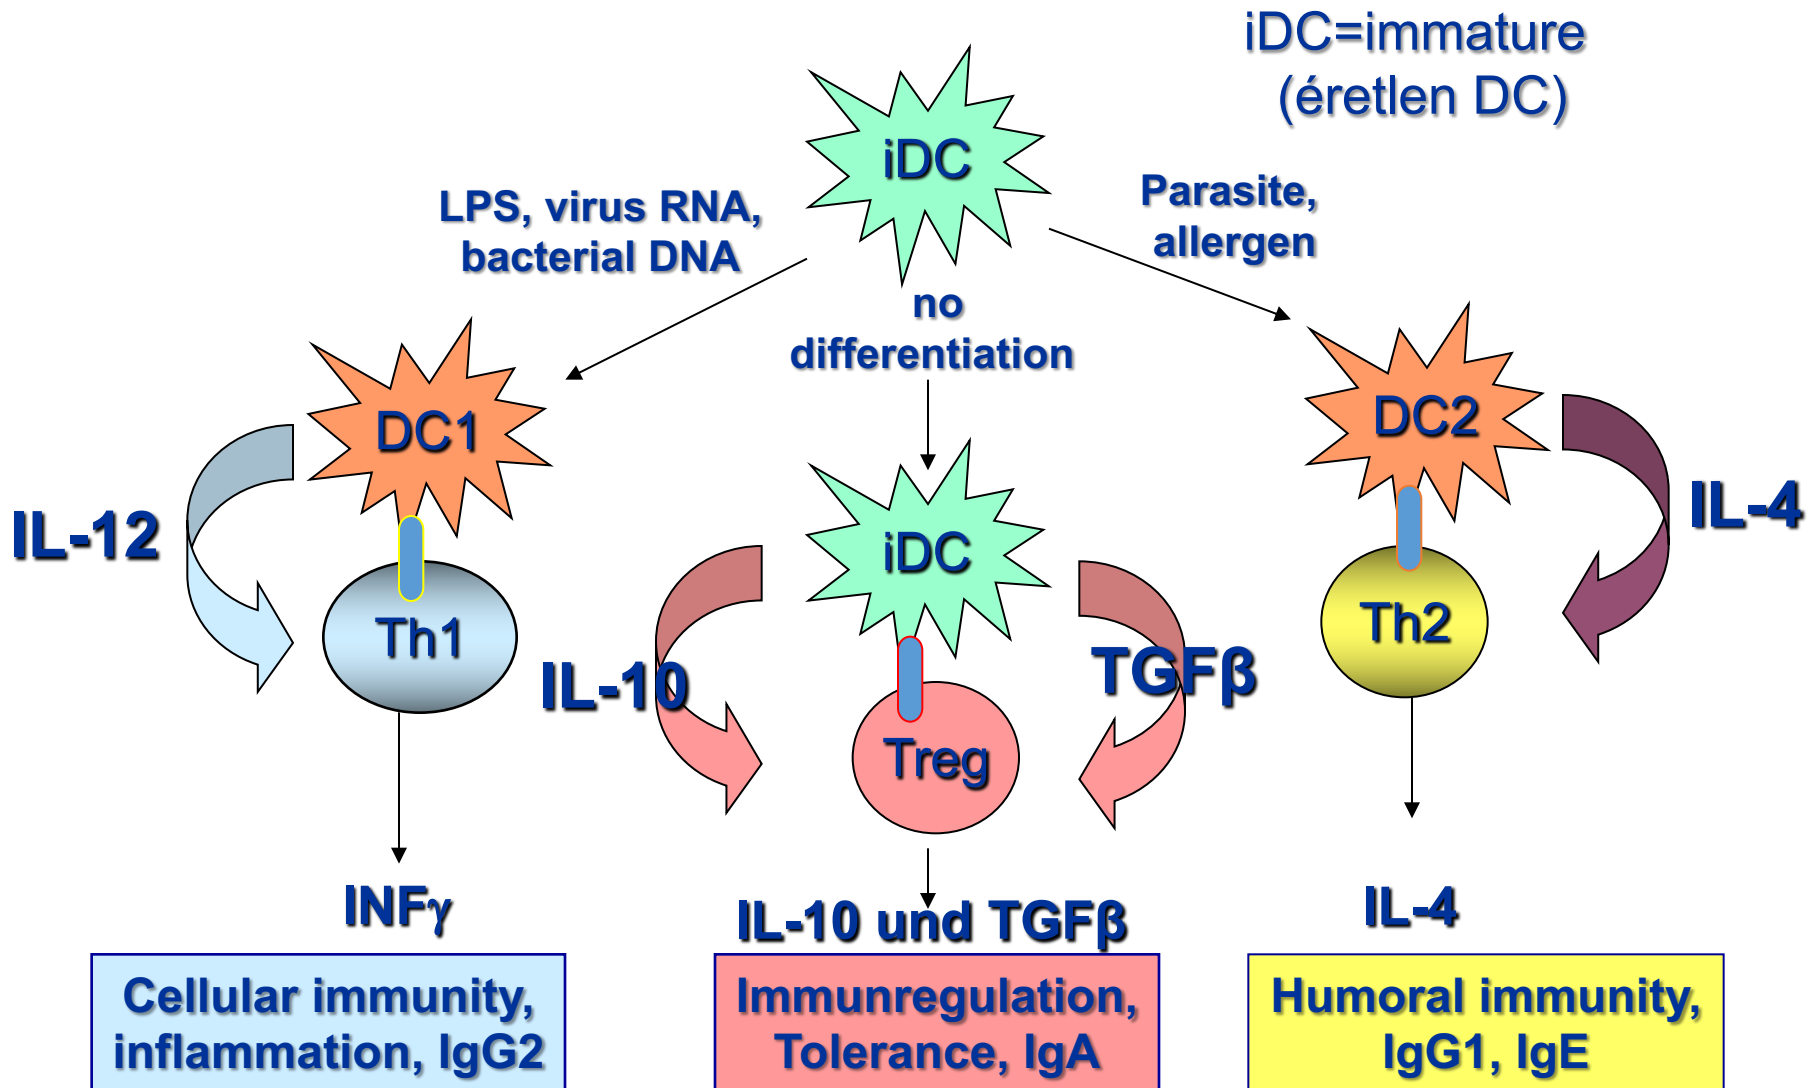 iDC=immature
(éretlen DC)
iDC
LPS, virus RNA,
bacterial DNA
Parasite,
allergen
no
differentiation
DC1
DC2
IL-12
IL-4
iDC
Th1
Th2
IL-10
TGFβ
Treg
INFγ
IL-10 und TGFβ
IL-4
Cellular immunity,
inflammation, IgG2
Immunregulation,
Tolerance, IgA
Humoral immunity,
IgG1, IgE